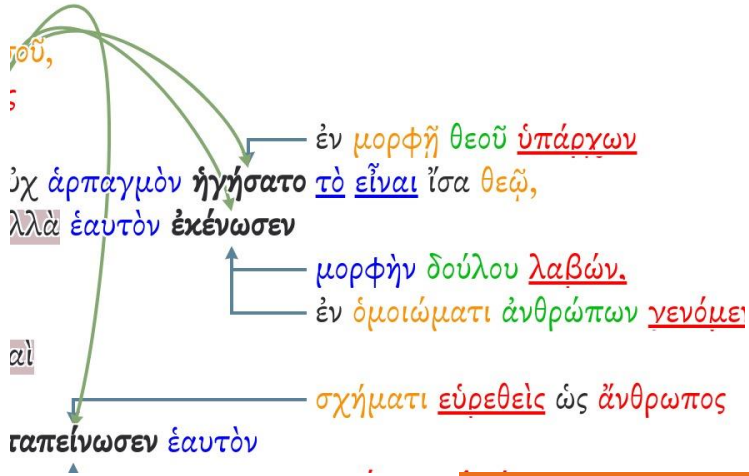 ἐν μορφῇ θεοῦ ὑπάρχων
ἁρπαγμὸν ἡγήσατο τὸ εἶναι ἴσα θεῷ,
ἑαυτὸν ἐκένωσεν
μορφὴν δούλου λαβών,
ἐν ὁμοιώματι ἀνθρώπων
σχήματι εὑρεθεὶς ὡς ἄνθρωπος
ἑαυτὸν